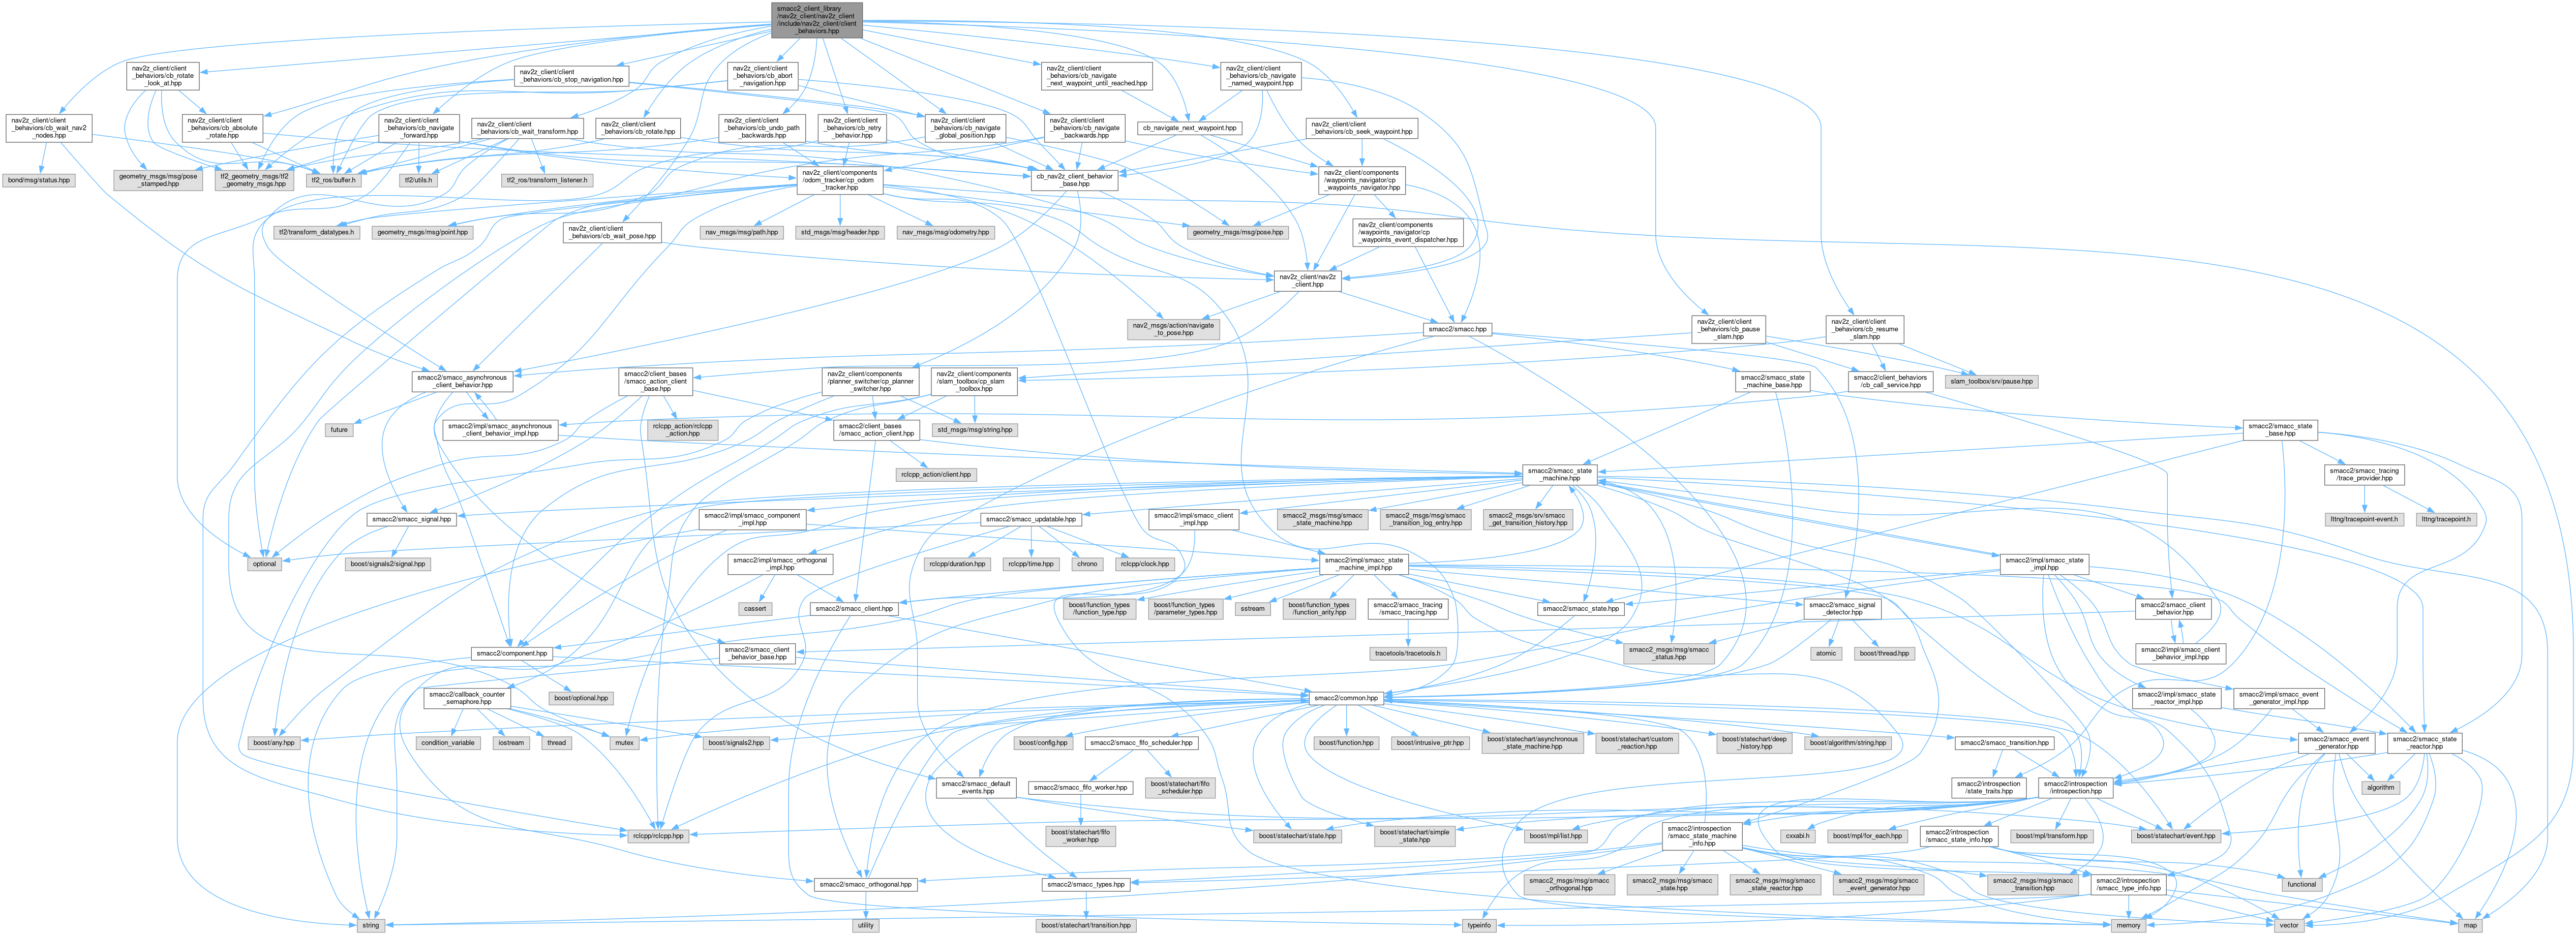 smacc2_client_library
/nav2z_client/nav2z_client
/include/nav2z_client/client
_behaviors.hpp
nav2z_client/client
_behaviors/cb_rotate
_look_at.hpp
nav2z_client/client
_behaviors/cb_stop_navigation.hpp
nav2z_client/client
_behaviors/cb_abort
_navigation.hpp
nav2z_client/client
_behaviors/cb_navigate
_next_waypoint_until_reached.hpp
nav2z_client/client
_behaviors/cb_navigate
_named_waypoint.hpp
nav2z_client/client
_behaviors/cb_wait_nav2
_nodes.hpp
nav2z_client/client
_behaviors/cb_absolute
_rotate.hpp
nav2z_client/client
_behaviors/cb_navigate
_forward.hpp
nav2z_client/client
_behaviors/cb_wait_transform.hpp
nav2z_client/client
_behaviors/cb_rotate.hpp
nav2z_client/client
_behaviors/cb_undo_path
_backwards.hpp
nav2z_client/client
_behaviors/cb_retry
_behavior.hpp
nav2z_client/client
_behaviors/cb_navigate
_global_position.hpp
nav2z_client/client
_behaviors/cb_navigate
_backwards.hpp
cb_navigate_next_waypoint.hpp
nav2z_client/client
_behaviors/cb_seek_waypoint.hpp
bond/msg/status.hpp
geometry_msgs/msg/pose
_stamped.hpp
tf2_geometry_msgs/tf2
_geometry_msgs.hpp
tf2_ros/buffer.h
tf2/utils.h
tf2_ros/transform_listener.h
nav2z_client/components
/odom_tracker/cp_odom
_tracker.hpp
cb_nav2z_client_behavior
_base.hpp
nav2z_client/components
/waypoints_navigator/cp
_waypoints_navigator.hpp
tf2/transform_datatypes.h
geometry_msgs/msg/point.hpp
nav2z_client/client
_behaviors/cb_wait_pose.hpp
nav_msgs/msg/path.hpp
std_msgs/msg/header.hpp
nav_msgs/msg/odometry.hpp
geometry_msgs/msg/pose.hpp
nav2z_client/components
/waypoints_navigator/cp
_waypoints_event_dispatcher.hpp
nav2z_client/nav2z
_client.hpp
nav2_msgs/action/navigate
_to_pose.hpp
smacc2/smacc.hpp
nav2z_client/client
_behaviors/cb_pause
_slam.hpp
nav2z_client/client
_behaviors/cb_resume
_slam.hpp
smacc2/smacc_asynchronous
_client_behavior.hpp
smacc2/client_bases
/smacc_action_client
_base.hpp
nav2z_client/components
/planner_switcher/cp_planner
_switcher.hpp
nav2z_client/components
/slam_toolbox/cp_slam
_toolbox.hpp
smacc2/smacc_state
_machine_base.hpp
smacc2/client_behaviors
/cb_call_service.hpp
slam_toolbox/srv/pause.hpp
future
smacc2/impl/smacc_asynchronous
_client_behavior_impl.hpp
rclcpp_action/rclcpp
_action.hpp
smacc2/client_bases
/smacc_action_client.hpp
std_msgs/msg/string.hpp
smacc2/smacc_state
_base.hpp
rclcpp_action/client.hpp
smacc2/smacc_state
_machine.hpp
smacc2/smacc_tracing
/trace_provider.hpp
smacc2/smacc_signal.hpp
smacc2/impl/smacc_component
_impl.hpp
smacc2/smacc_updatable.hpp
smacc2/impl/smacc_client
_impl.hpp
smacc2_msgs/msg/smacc
_state_machine.hpp
smacc2_msgs/msg/smacc
_transition_log_entry.hpp
smacc2_msgs/srv/smacc
_get_transition_history.hpp
lttng/tracepoint-event.h
lttng/tracepoint.h
optional
boost/signals2/signal.hpp
smacc2/impl/smacc_orthogonal
_impl.hpp
rclcpp/duration.hpp
rclcpp/time.hpp
chrono
rclcpp/clock.hpp
smacc2/impl/smacc_state
_machine_impl.hpp
smacc2/impl/smacc_state
_impl.hpp
cassert
smacc2/smacc_client.hpp
boost/function_types
/function_type.hpp
boost/function_types
/parameter_types.hpp
sstream
boost/function_types
/function_arity.hpp
smacc2/smacc_tracing
/smacc_tracing.hpp
smacc2/smacc_state.hpp
smacc2/smacc_signal
_detector.hpp
smacc2/smacc_client
_behavior.hpp
smacc2/component.hpp
smacc2/smacc_client
_behavior_base.hpp
tracetools/tracetools.h
smacc2_msgs/msg/smacc
_status.hpp
atomic
boost/thread.hpp
smacc2/impl/smacc_client
_behavior_impl.hpp
smacc2/callback_counter
_semaphore.hpp
boost/optional.hpp
smacc2/common.hpp
smacc2/impl/smacc_state
_reactor_impl.hpp
smacc2/impl/smacc_event
_generator_impl.hpp
boost/any.hpp
condition_variable
iostream
thread
mutex
boost/signals2.hpp
boost/config.hpp
smacc2/smacc_fifo_scheduler.hpp
boost/function.hpp
boost/intrusive_ptr.hpp
boost/statechart/asynchronous
_state_machine.hpp
boost/statechart/custom
_reaction.hpp
boost/statechart/deep
_history.hpp
boost/algorithm/string.hpp
smacc2/smacc_transition.hpp
smacc2/smacc_event
_generator.hpp
smacc2/smacc_state
_reactor.hpp
smacc2/smacc_default
_events.hpp
smacc2/smacc_fifo_worker.hpp
boost/statechart/fifo
_scheduler.hpp
smacc2/introspection
/state_traits.hpp
smacc2/introspection
/introspection.hpp
algorithm
rclcpp/rclcpp.hpp
boost/statechart/fifo
_worker.hpp
boost/statechart/state.hpp
boost/statechart/simple
_state.hpp
boost/mpl/list.hpp
smacc2/introspection
/smacc_state_machine
_info.hpp
cxxabi.h
boost/mpl/for_each.hpp
smacc2/introspection
/smacc_state_info.hpp
boost/mpl/transform.hpp
boost/statechart/event.hpp
smacc2/smacc_orthogonal.hpp
smacc2/smacc_types.hpp
smacc2_msgs/msg/smacc
_orthogonal.hpp
smacc2_msgs/msg/smacc
_state.hpp
smacc2_msgs/msg/smacc
_state_reactor.hpp
smacc2_msgs/msg/smacc
_event_generator.hpp
smacc2_msgs/msg/smacc
_transition.hpp
smacc2/introspection
/smacc_type_info.hpp
functional
string
utility
boost/statechart/transition.hpp
typeinfo
memory
vector
map